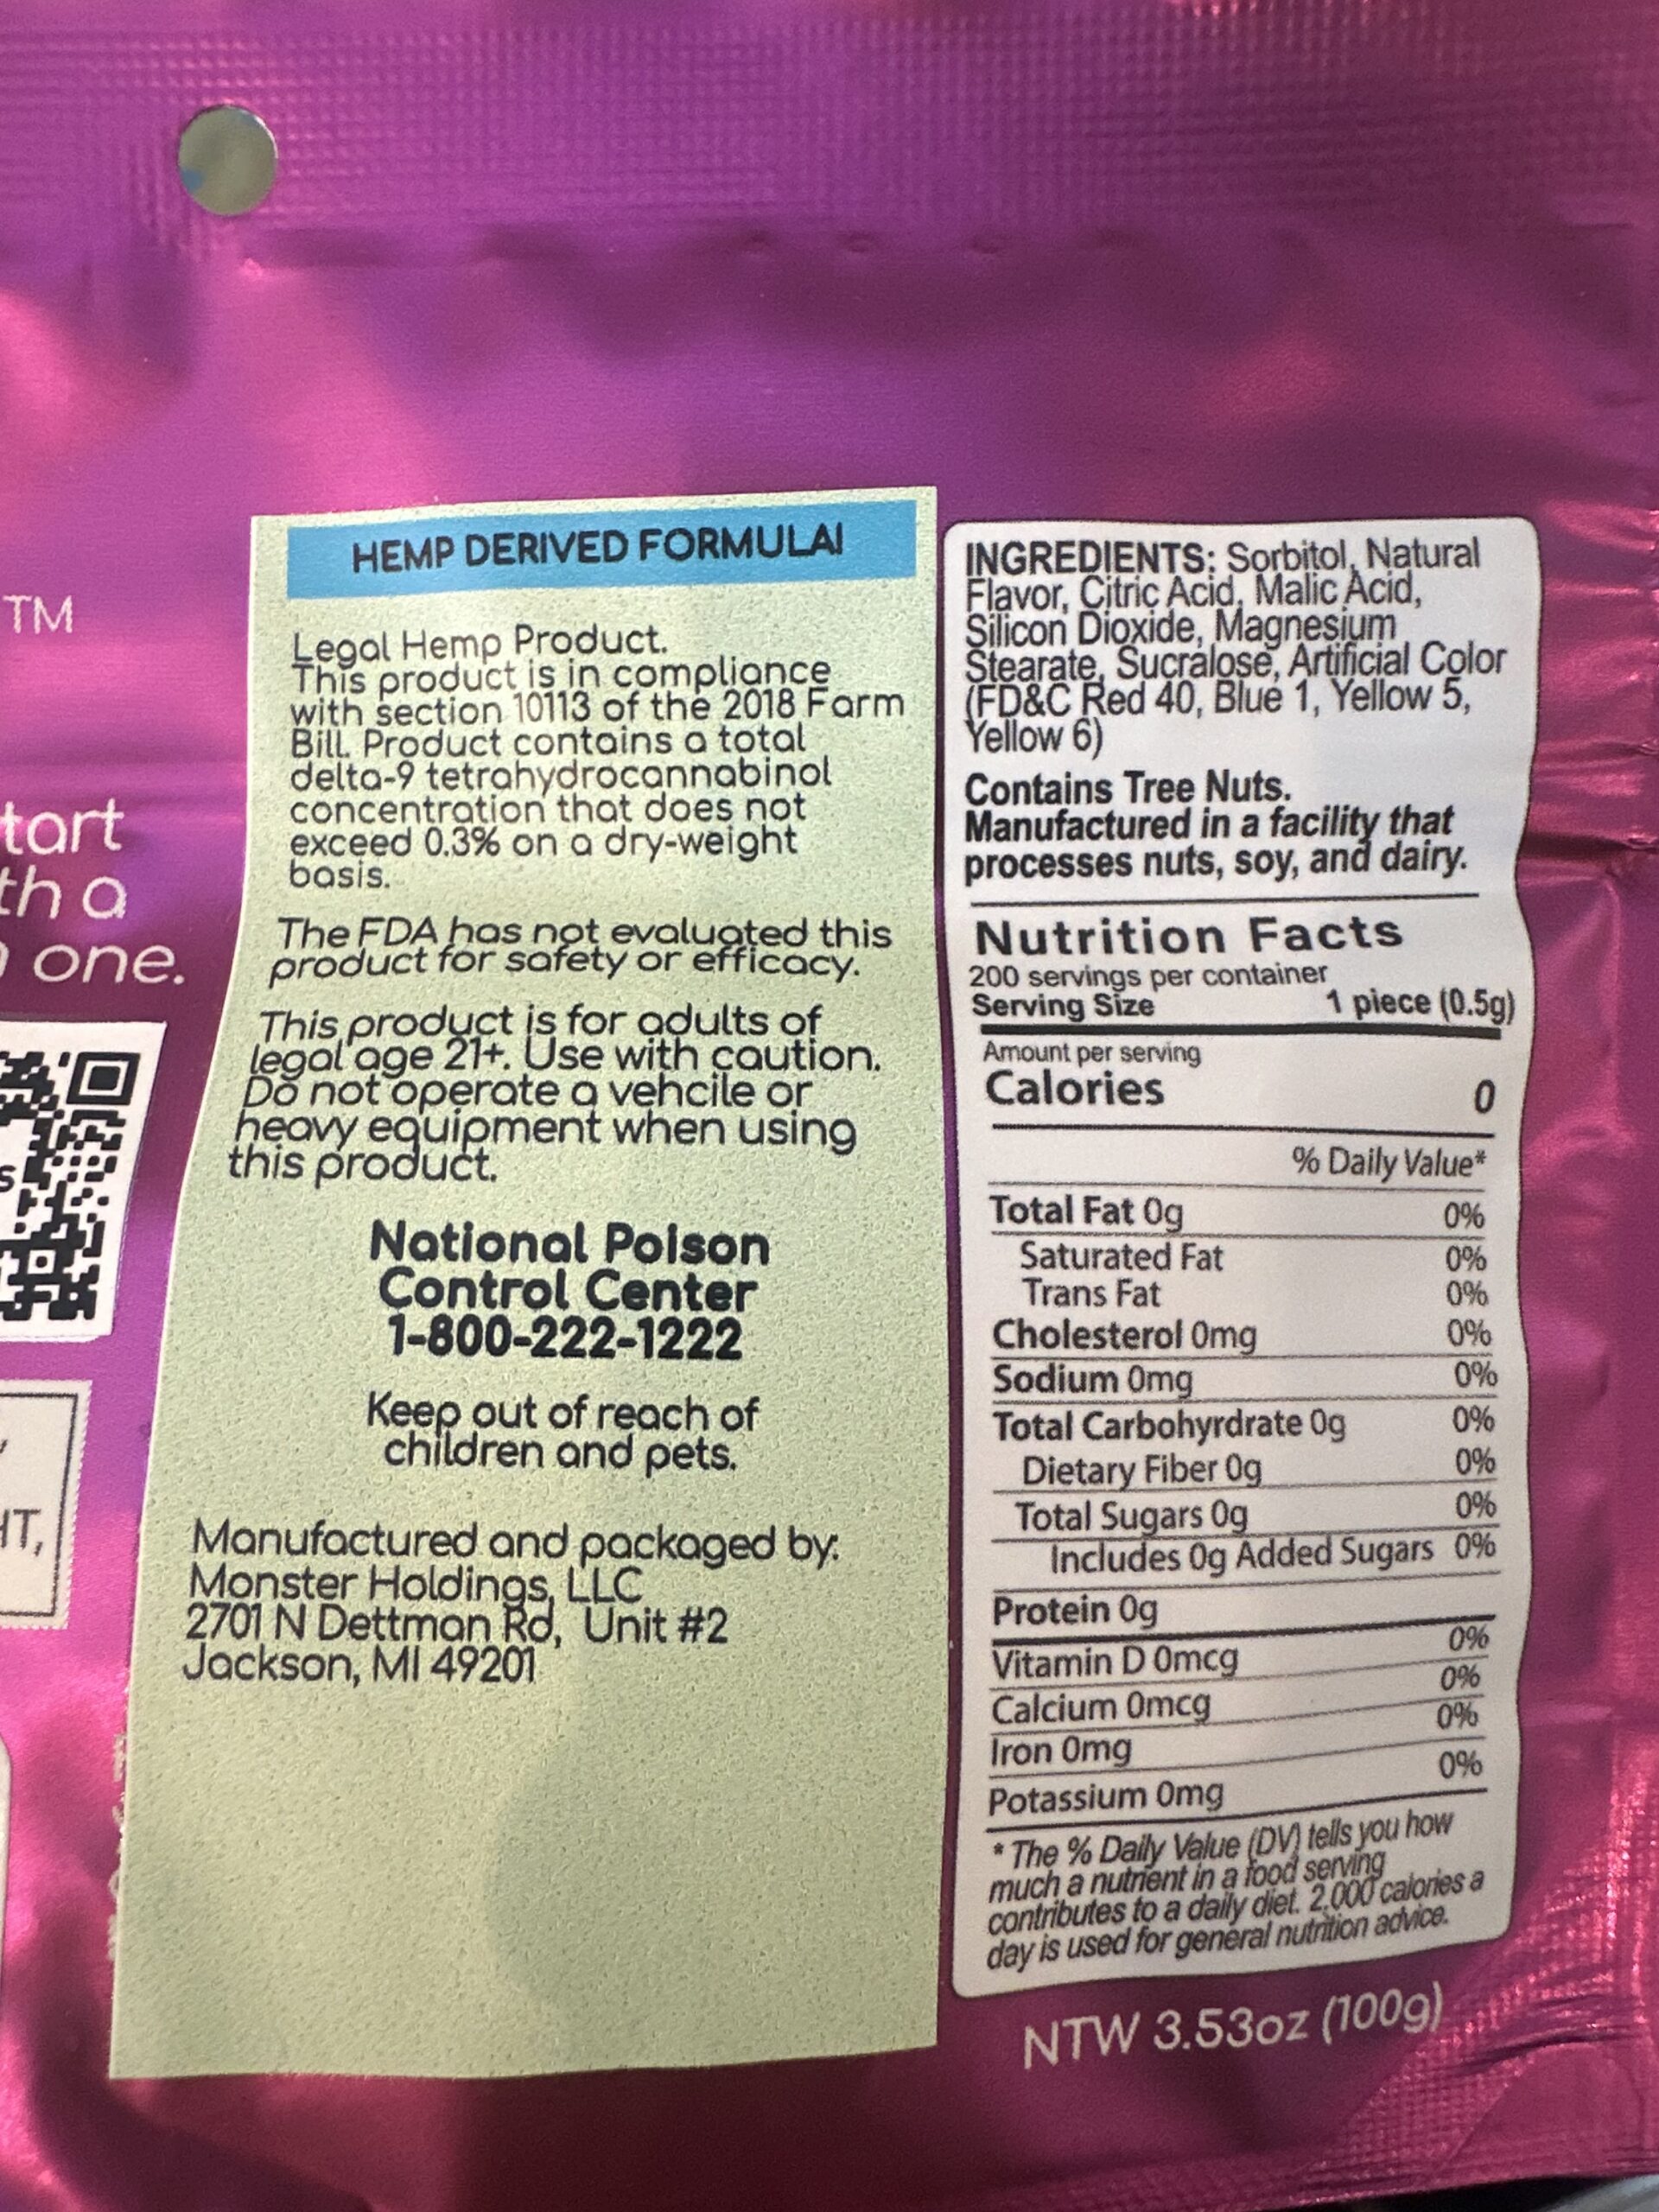 TM
tart
th a
one.
s
HT,
HEMP DERIVED FORMULA!
Legal Hemp Product.
This product is in compliance
with section 10113 of the 2018 Farm
Bill. Product contains a total
delta-9 tetrahydrocannabinol
concentration that does not
exceed 0.3% on a dry-weight
basis.
The FDA has not evaluated this
product for safety or efficacy.
This product is for adults of
legal age 21+. Use with caution.
Do not operate a vehcile or
heavy equipment when using
this product.
National Poison
Control Center
1-800-222-1222
Keep out of reach of
children and pets.
Manufactured and packaged by:
Monster Holdings, LLC
2701 N Dettman Rd, Unit #2
Jackson, MI 49201
INGREDIENTS: Sorbitol, Natural
Flavor, Citric Acid, Malic Acid,
Silicon Dioxide, Magnesium
Stearate, Sucralose, Artificial Color
(FD&C Red 40, Blue 1, Yellow 5,
Yellow 6)
Contains Tree Nuts.
Manufactured in a facility that
processes nuts, soy, and dairy.
Nutrition Facts
200 servings per container
Serving Size 1 piece (0.5g)
Amount per serving
Calories 0
% Daily Value*
Total Fat 0g 0%
Saturated Fat 0%
Trans Fat 0%
Cholesterol 0mg 0%
Sodium 0mg 0%
Total Carbohyrdrate 0g 0%
Dietary Fiber 0g 0%
Total Sugars 0g 0%
Includes 0g Added Sugars 0%
Protein 0g
Vitamin D 0mcg 0%
Calcium 0mcg 0%
Iron 0mg 0%
Potassium 0mg 0%
* The % Daily Value (DV) tells you how
much a nutrient in a food serving
contributes to a daily diet. 2,000 calories a
day is used for general nutrition advice.
NTW 3.53oz (100g)